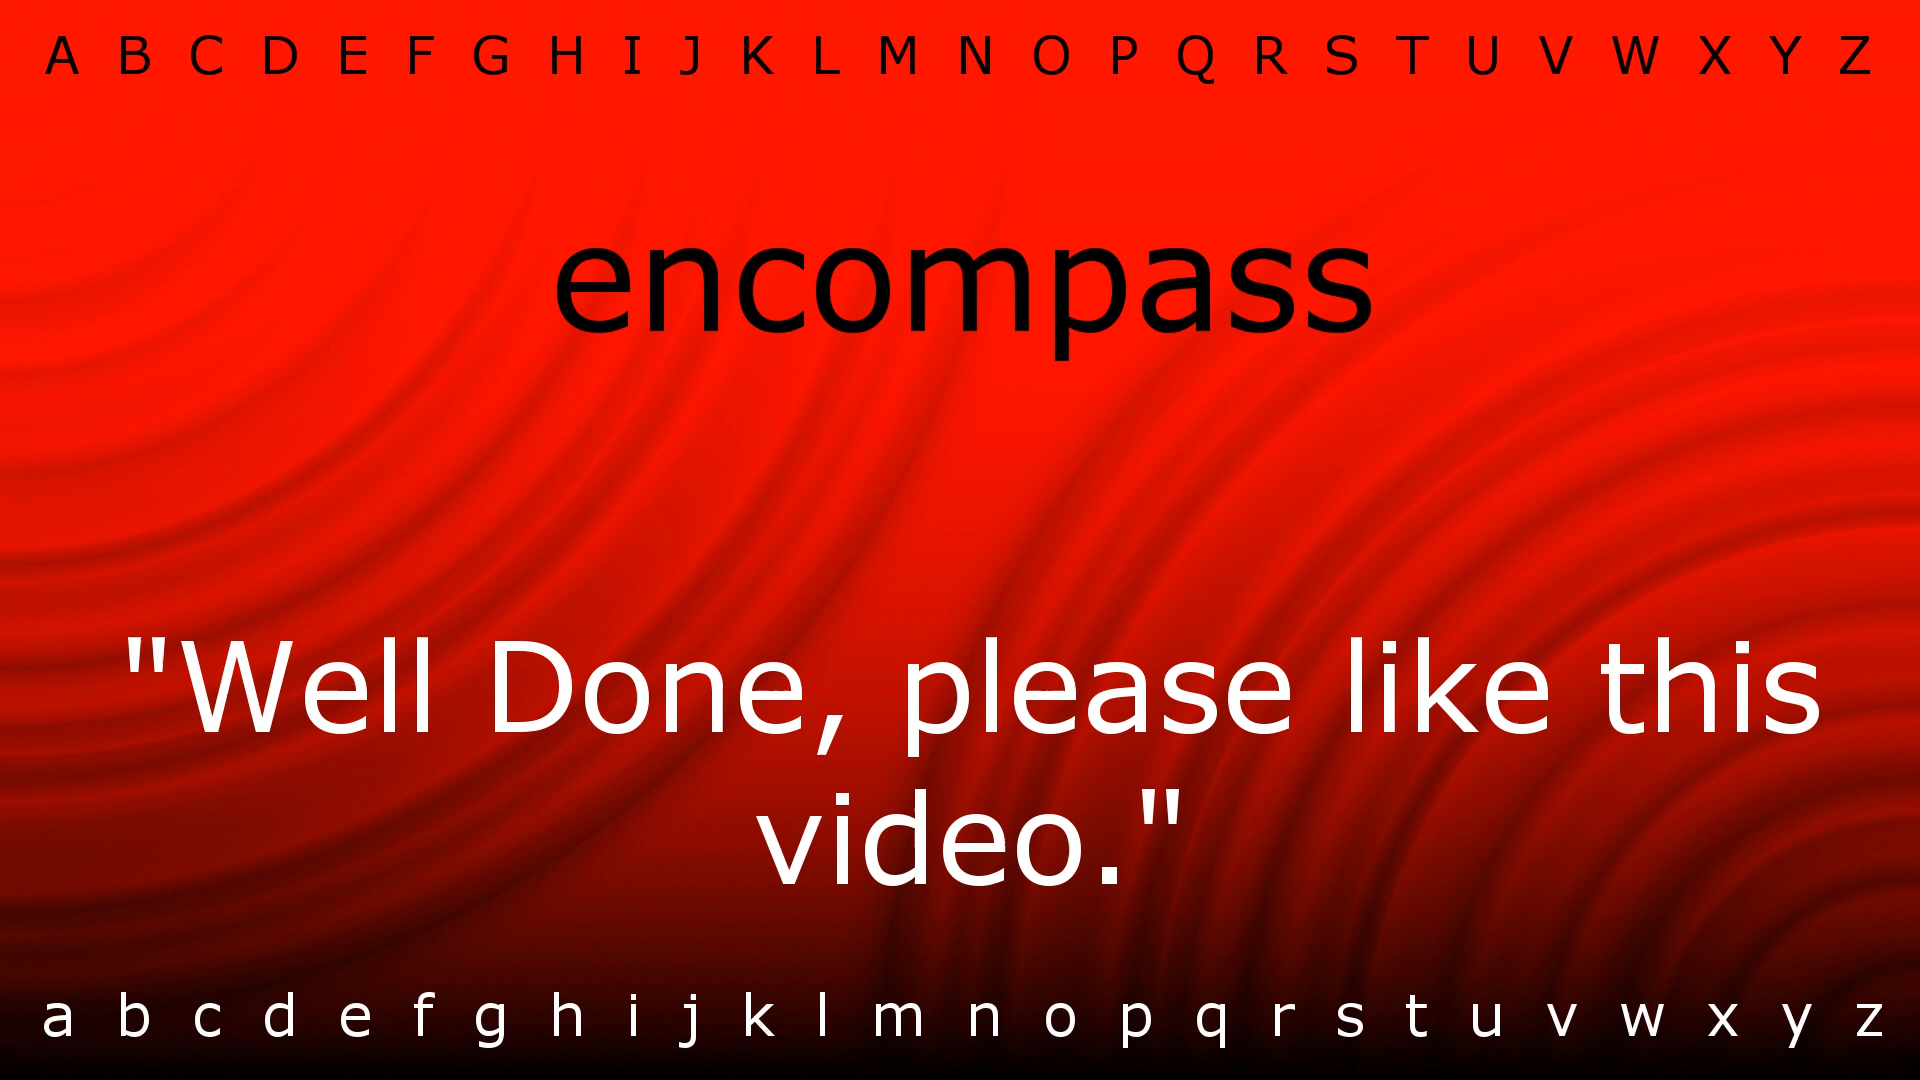 A B C D E F G H I J K L M N O P Q R S T U V W X Y Z
encompass
"Well Done, please like this
video."
a b c d e f g h i j k l m n o p q r s t u v w x y z